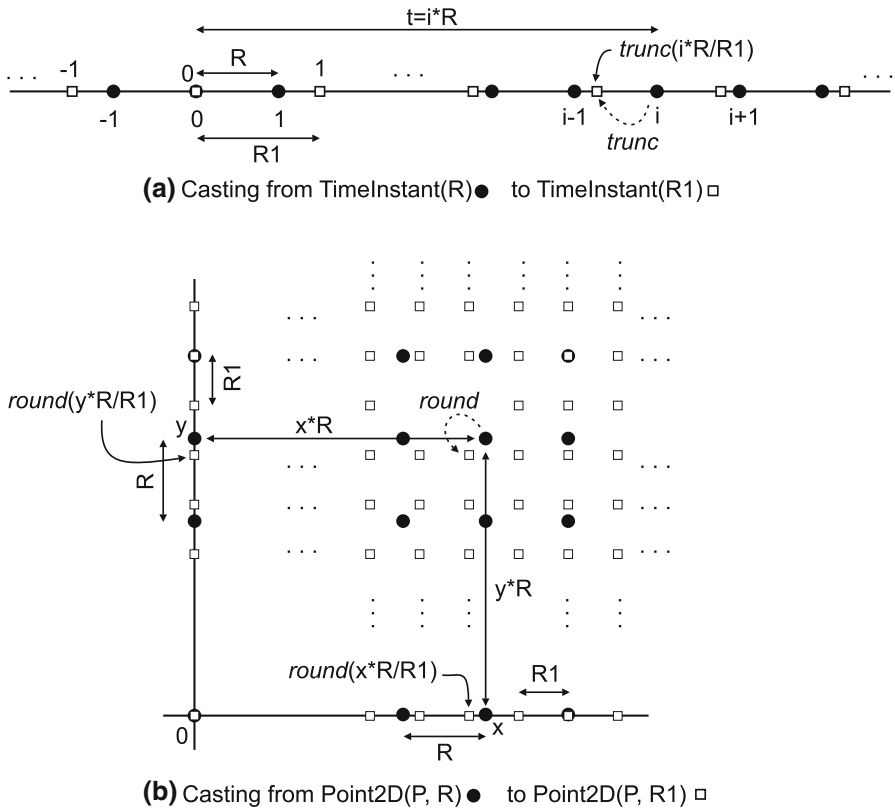 t=i*R
R
trunc(i*R/R1)
. . . -1 0 1 . . . . . .
-1 0 1 i-1 i i+1
trunc
R1
(a) Casting from TimeInstant(R) to TimeInstant(R1)
R1
round(y*R/R1)
round
y
x*R
R
y*R
round(x*R/R1)
R1
0
x
R
(b) Casting from Point2D(P, R) to Point2D(P, R1)